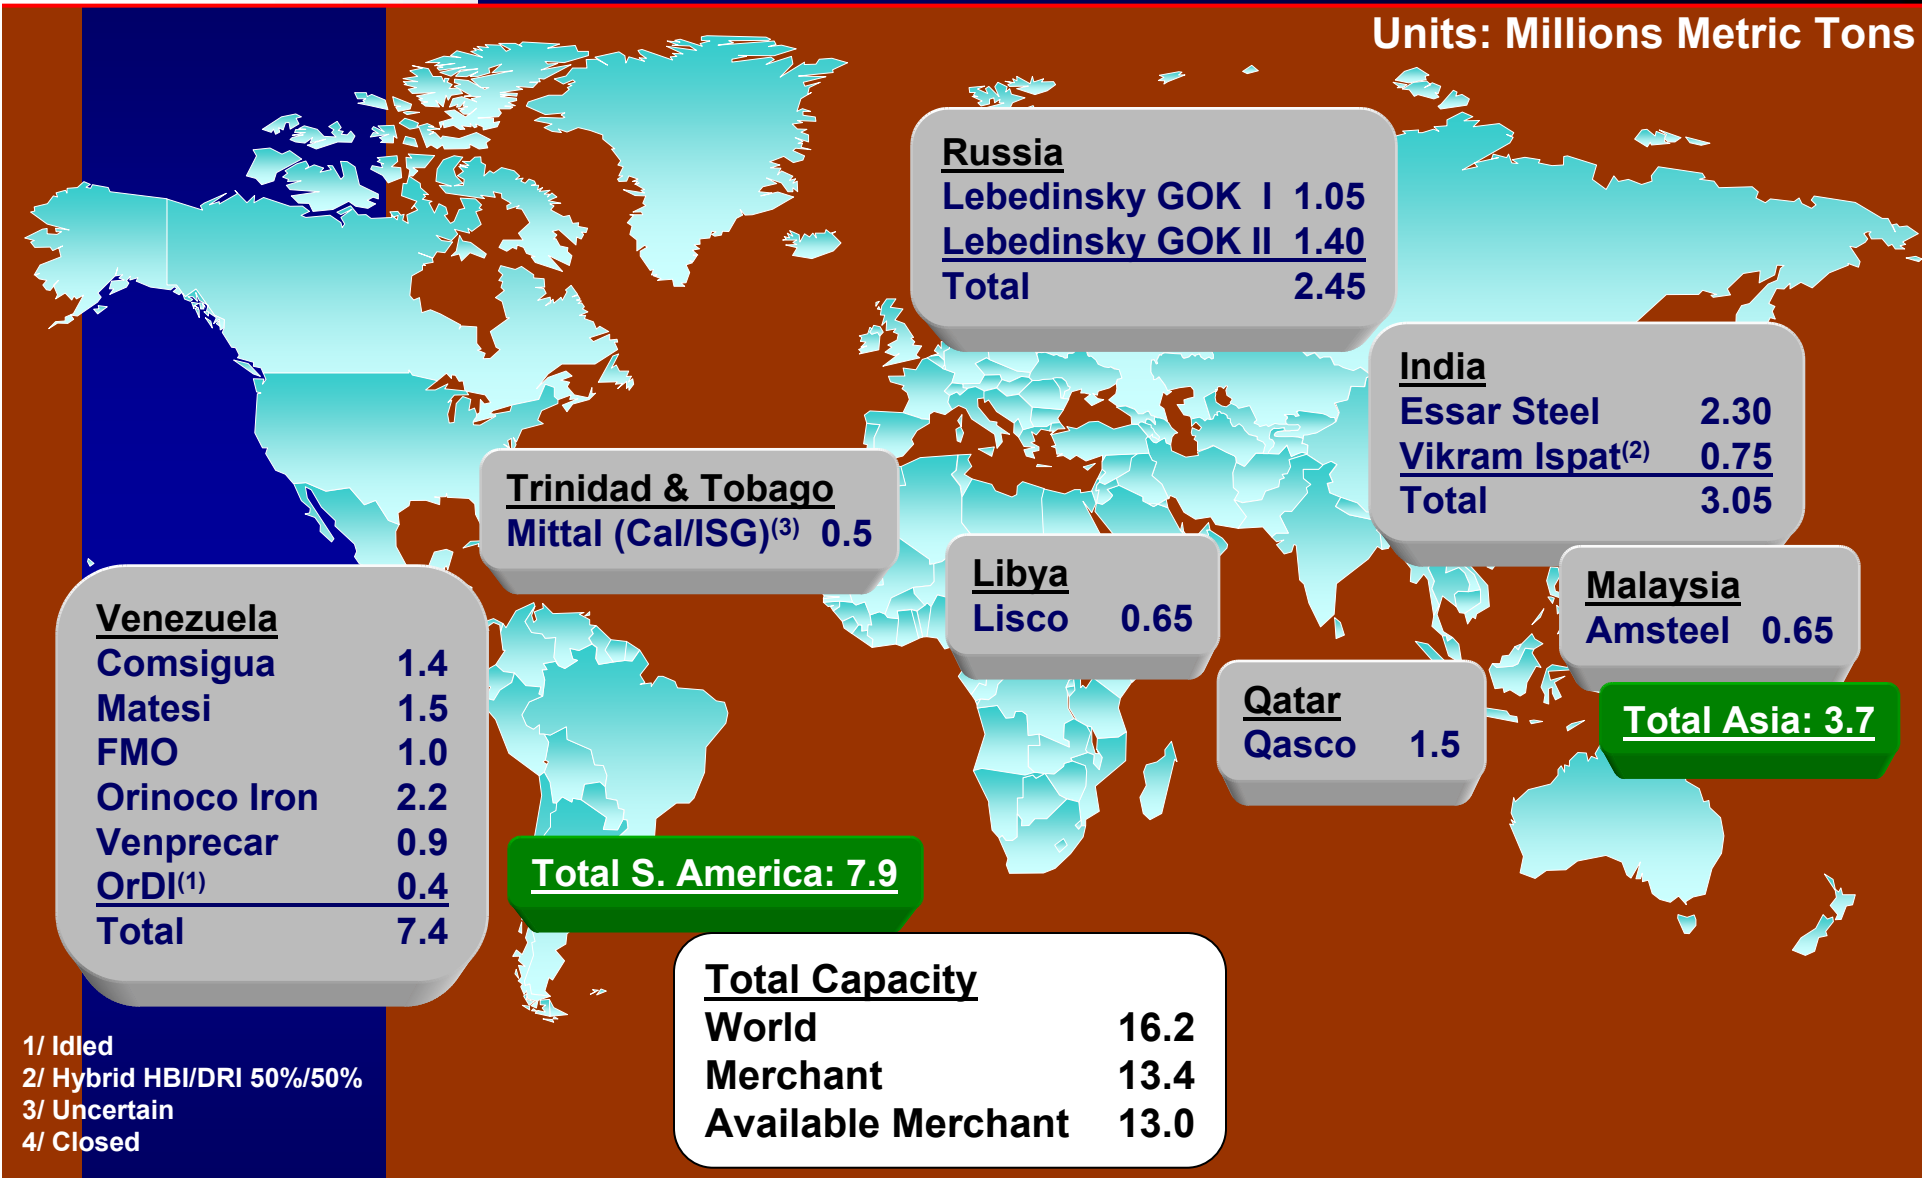 Units: Millions Metric Tons
Russia
Lebedinsky GOK I 1.05
Lebedinsky GOK II 1.40
Total 2.45
India
Essar Steel 2.30
Vikram Ispat(2) 0.75
Total 3.05
Trinidad & Tobago
Mittal (Cal/ISG)(3) 0.5
Libya
Lisco 0.65
Malaysia
Amsteel 0.65
Venezuela
Comsigua 1.4
Matesi 1.5
FMO 1.0
Orinoco Iron 2.2
Venprecar 0.9
OrDI(1) 0.4
Total 7.4
Qatar
Qasco 1.5
Total Asia: 3.7
Total S. America: 7.9
Total Capacity
World 16.2
Merchant 13.4
Available Merchant 13.0
1/ Idled
2/ Hybrid HBI/DRI 50%/50%
3/ Uncertain
4/ Closed